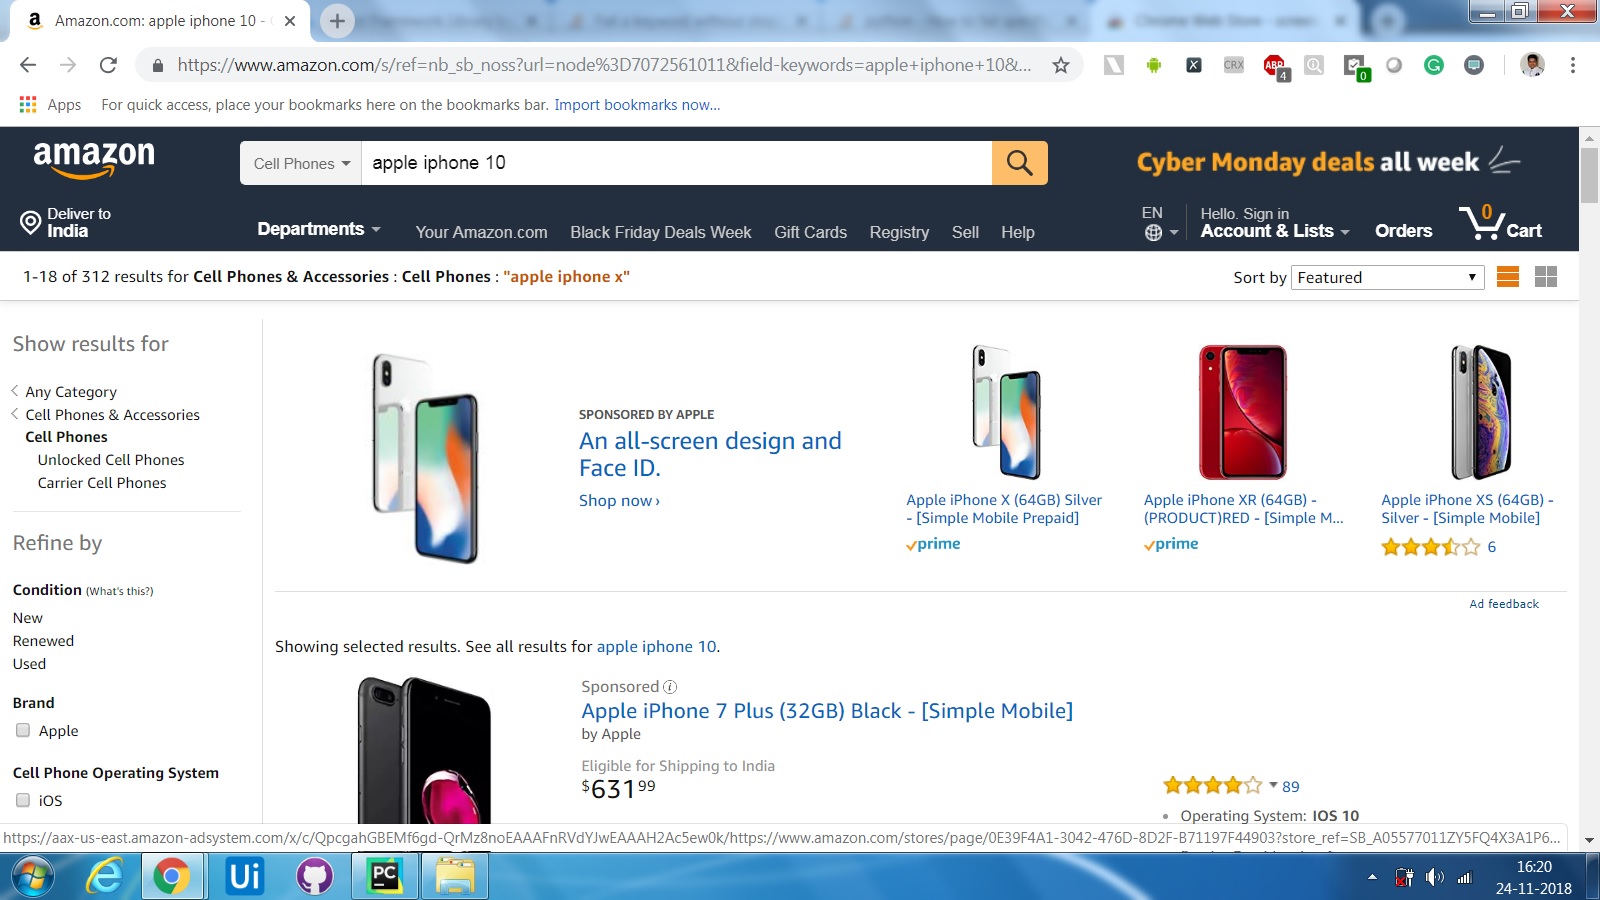 Amazon.com: apple iphone 10 -
https://www.amazon.com/s/ref=nb_sb_noss?url=node%3D7072561011&field-keywords=apple+iphone+10&...
CRX
ABP
4
0
Apps
For quick access, place your bookmarks here on the bookmarks bar. Import bookmarks now...
amazon
Cell Phones
apple iphone 10
Cyber Monday deals all week
Deliver to
India
Departments
Your Amazon.com
Black Friday Deals Week
Gift Cards
Registry
Sell
Help
EN
Hello. Sign in
Account & Lists
Orders
0
Cart
1-18 of 312 results for Cell Phones & Accessories : Cell Phones : "apple iphone x"
Sort by
Featured
Show results for
Any Category
Cell Phones & Accessories
Cell Phones
Unlocked Cell Phones
Carrier Cell Phones
Refine by
Condition (What's this?)
New
Renewed
Used
Brand
Apple
Cell Phone Operating System
iOS
SPONSORED BY APPLE
An all-screen design and
Face ID.
Shop now ›
Apple iPhone X (64GB) Silver
- [Simple Mobile Prepaid]
prime
Apple iPhone XR (64GB) -
(PRODUCT)RED - [Simple M...
prime
Apple iPhone XS (64GB) -
Silver - [Simple Mobile]
6
Ad feedback
Showing selected results. See all results for apple iphone 10.
Sponsored
Apple iPhone 7 Plus (32GB) Black - [Simple Mobile]
by Apple
Eligible for Shipping to India
$631 99
89
Operating System: IOS 10
https://aax-us-east.amazon-adsystem.com/x/c/QpcgahGBEMf6gd-QrMz8noEAAAFnRVdYJwEAAAH2Ac5ew0k/https://www.amazon.com/stores/page/0E39F4A1-3042-476D-8D2F-B71197F44903?store_ref=SB_A05577011ZY5FQ4X3A1P6...
Ui
PC
16:20
24-11-2018